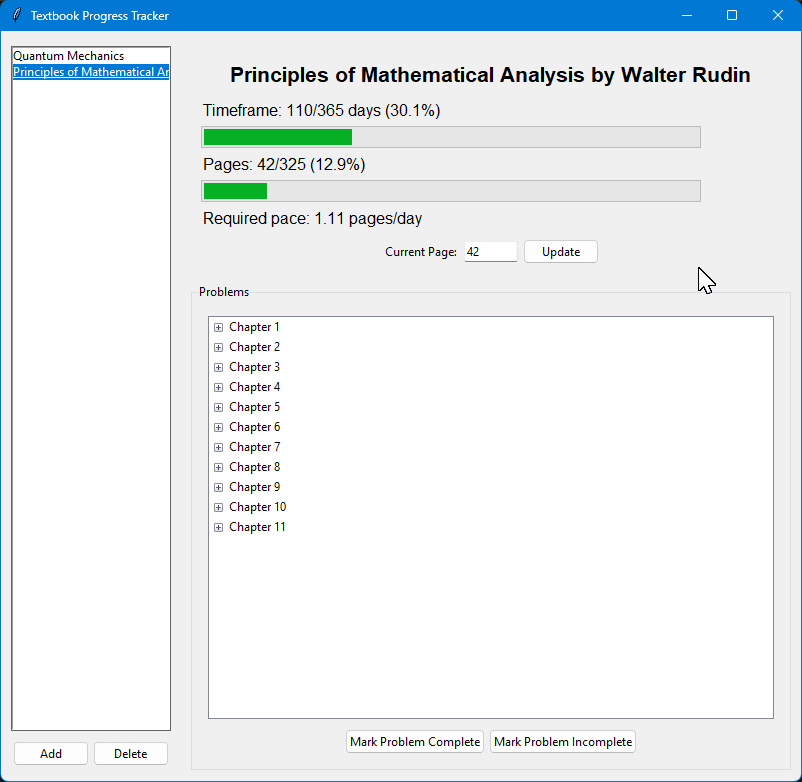 Textbook Progress Tracker
Quantum Mechanics
Principles of Mathematical Ar
Principles of Mathematical Analysis by Walter Rudin
Timeframe: 110/365 days (30.1%)
Pages: 42/325 (12.9%)
Required pace: 1.11 pages/day
Current Page: 42 Update
Problems
Chapter 1
Chapter 2
Chapter 3
Chapter 4
Chapter 5
Chapter 6
Chapter 7
Chapter 8
Chapter 9
Chapter 10
Chapter 11
Mark Problem Complete Mark Problem Incomplete
Add Delete